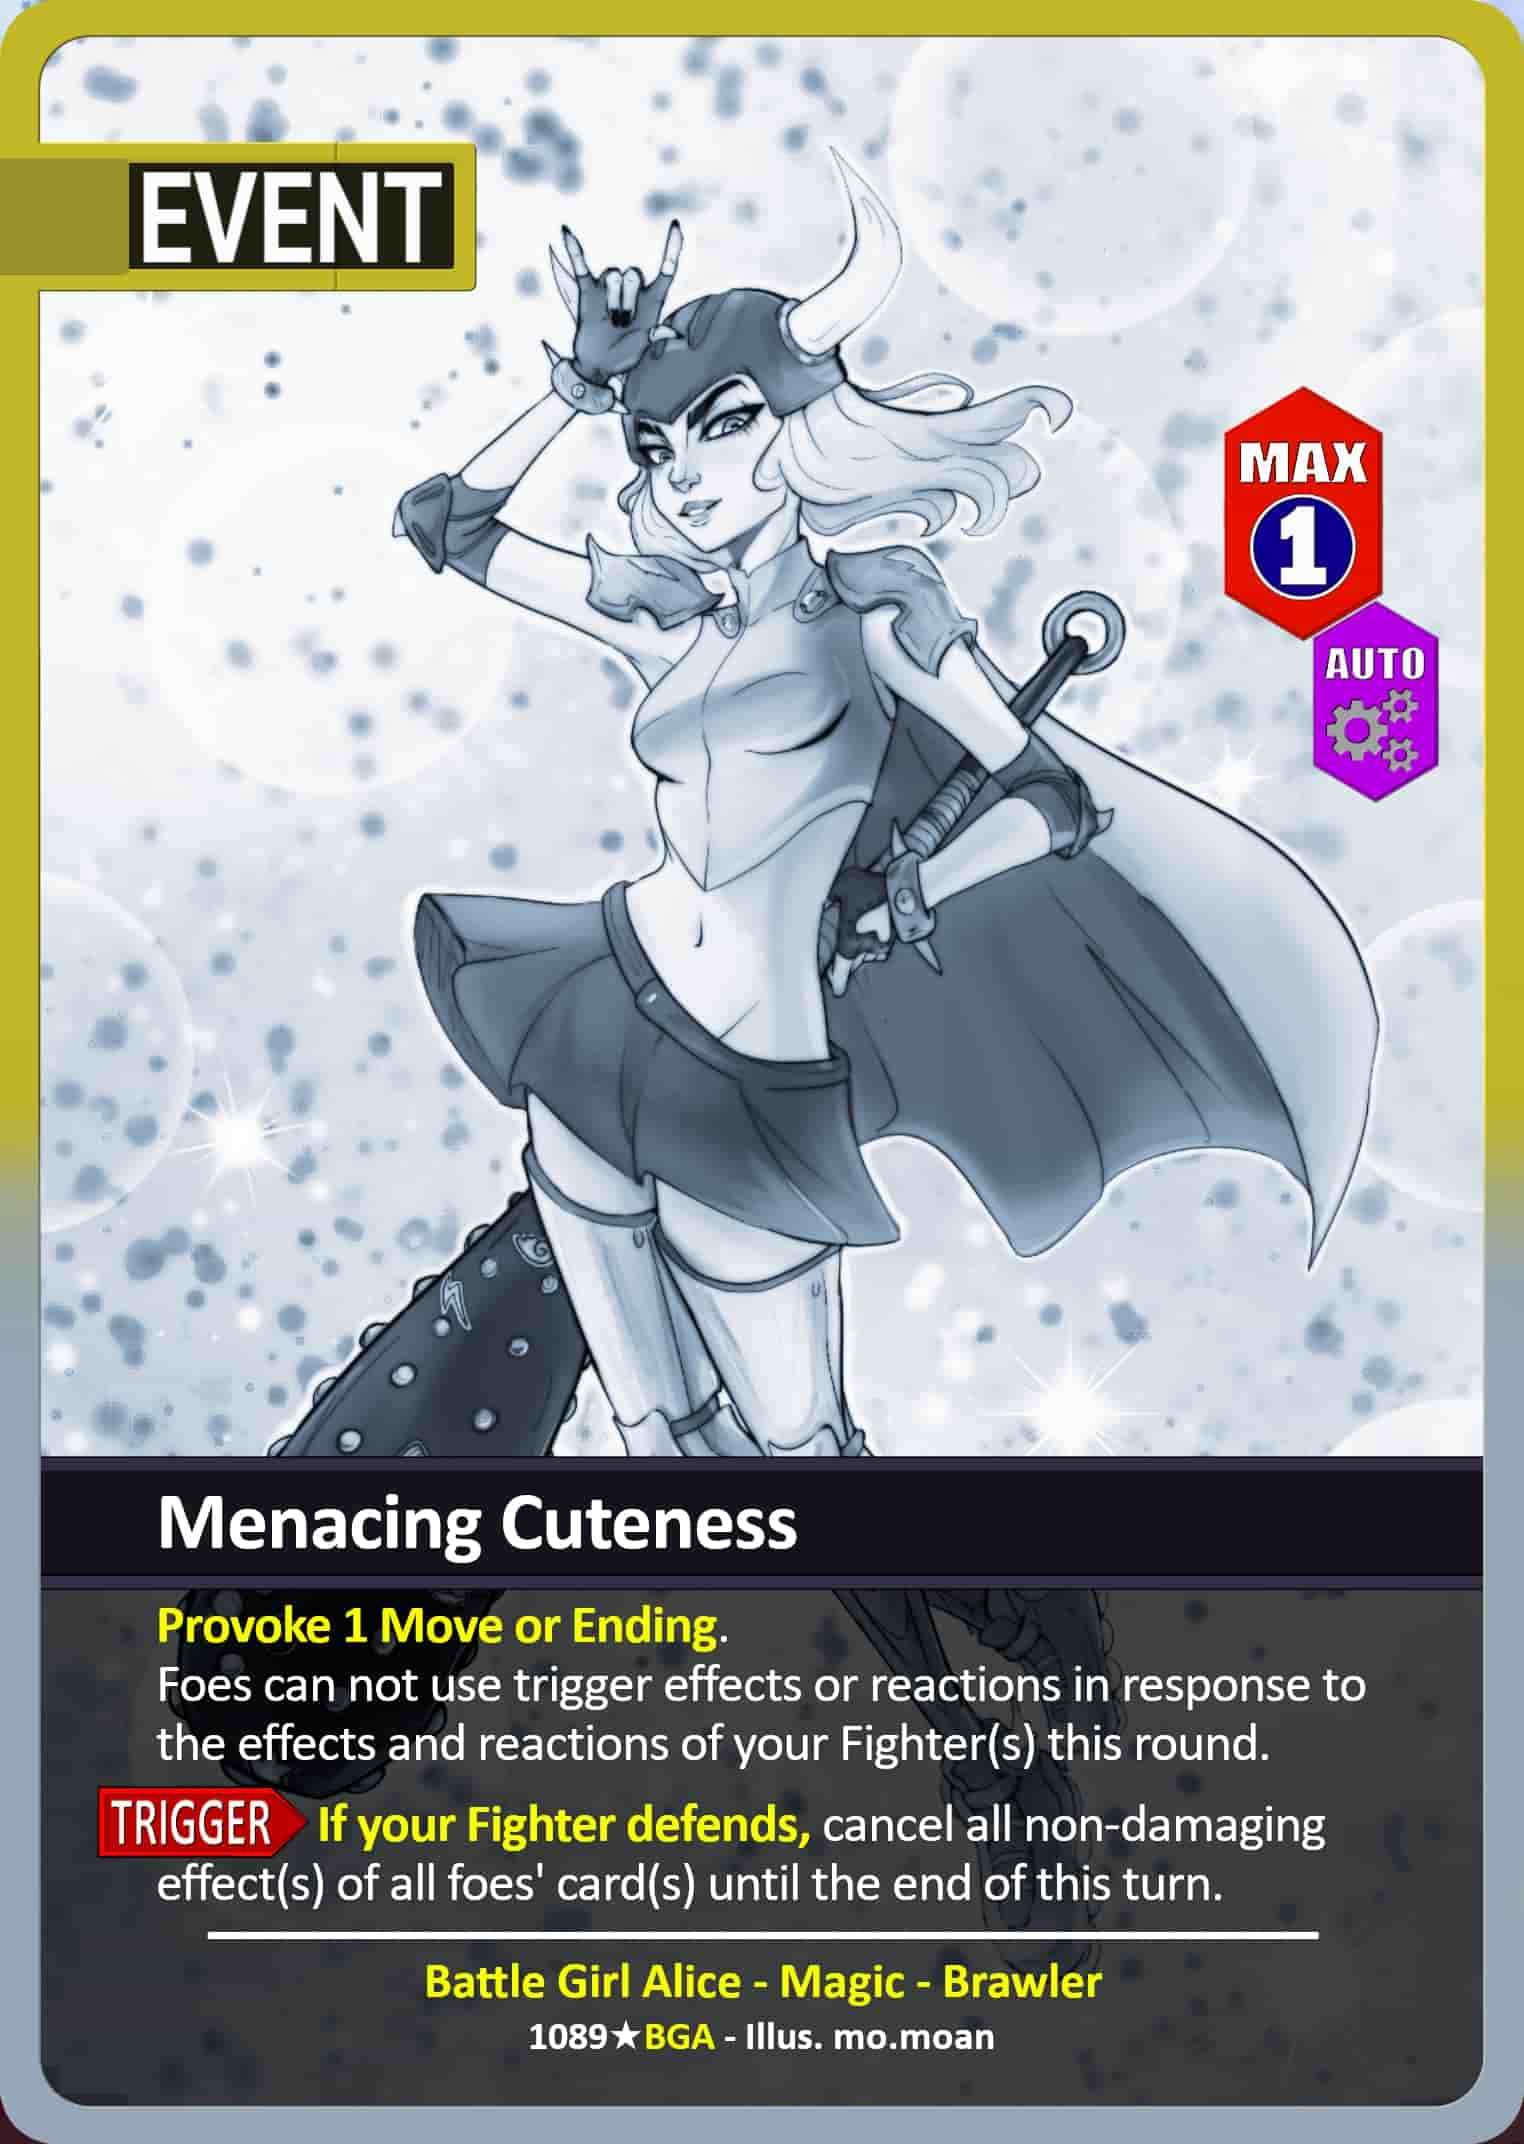 EVENT
MAX
1
AUTO
Menacing Cuteness
Provoke 1 Move or Ending.
Foes can not use trigger effects or reactions in response to
the effects and reactions of your Fighter(s) this round.
TRIGGER If your Fighter defends, cancel all non-damaging
effect(s) of all foes' card(s) until the end of this turn.
Battle Girl Alice - Magic - Brawler
1089★BGA - Illus. mo.moan